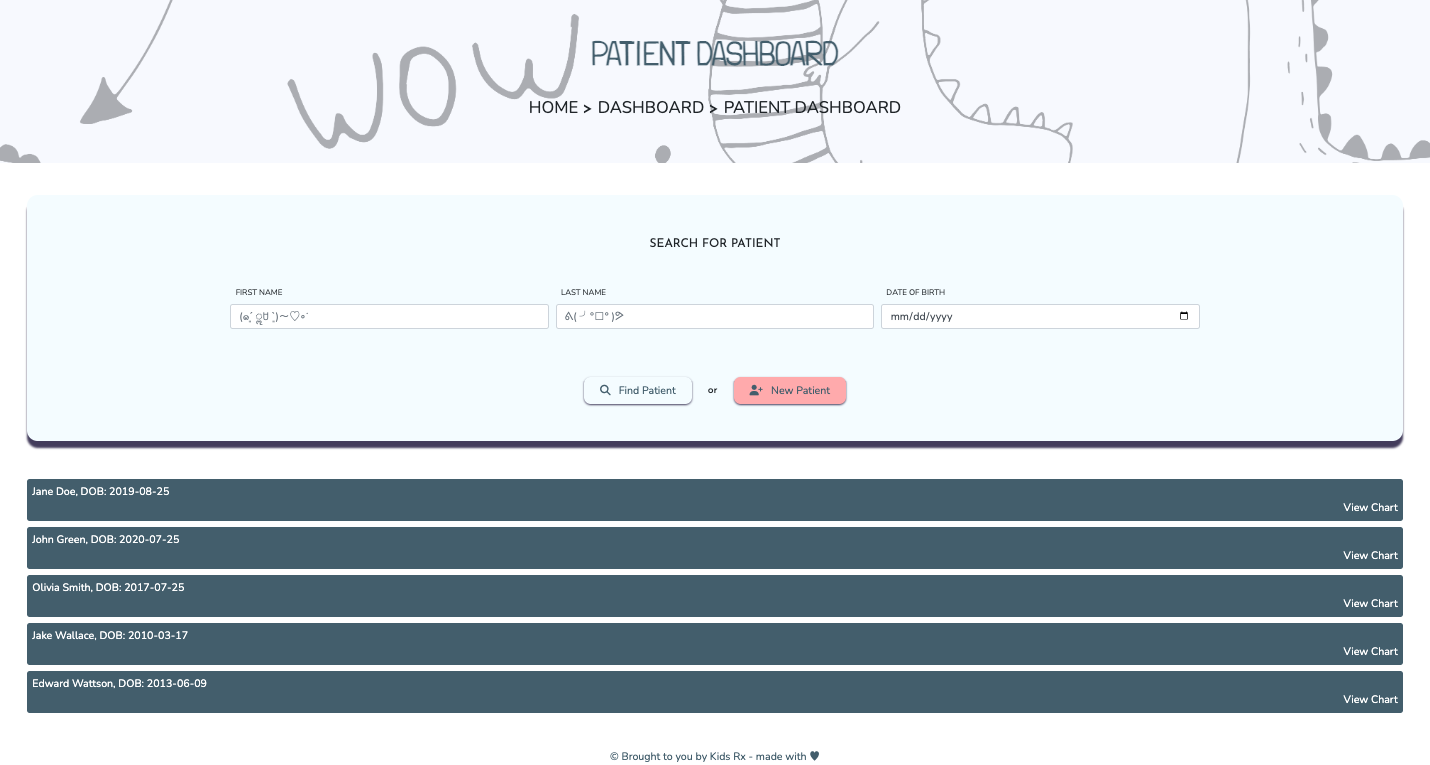 wow
PATIENT DASHBOARD
HOME > DASHBOARD > PATIENT DASHBOARD
SEARCH FOR PATIENT
FIRST NAME LAST NAME DATE OF BIRTH
mm/dd/yyyy
Find Patient or New Patient
Jane Doe, DOB: 2019-08-25
View Chart
John Green, DOB: 2020-07-25
View Chart
Olivia Smith, DOB: 2017-07-25
View Chart
Jake Wallace, DOB: 2010-03-17
View Chart
Edward Wattson, DOB: 2013-06-09
View Chart
© Brought to you by Kids Rx - made with ♥